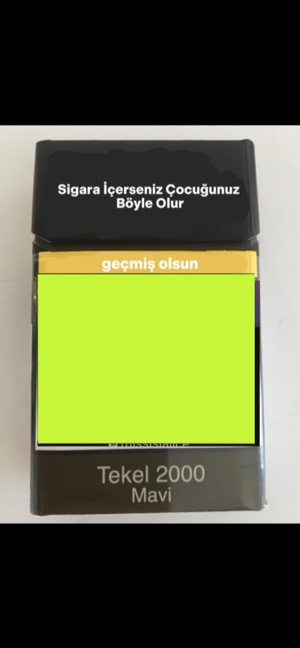 Sigara İçerseniz Çocuğunuz
Böyle Olur
geçmiş olsun
Tekel 2000
Mavi